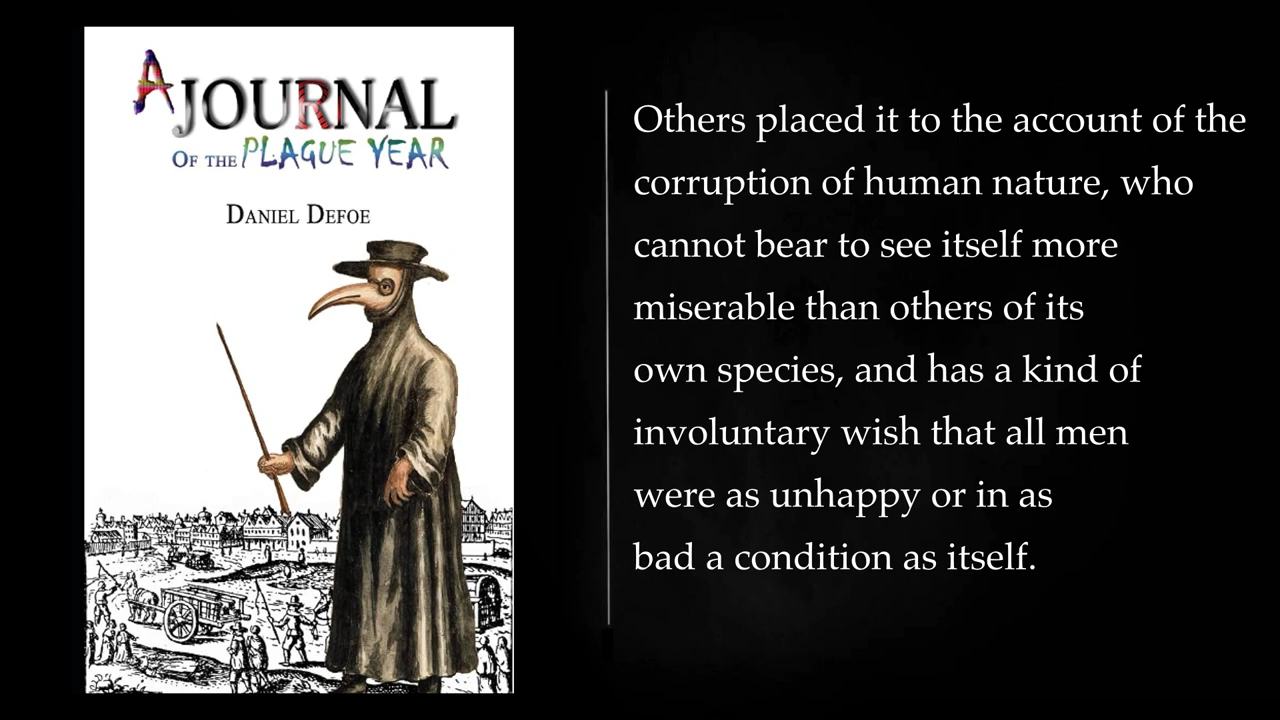 A JOURNAL
OF THE PLAGUE YEAR
DANIEL DEFOE
Others placed it to the account of the
corruption of human nature, who
cannot bear to see itself more
miserable than others of its
own species, and has a kind of
involuntary wish that all men
were as unhappy or in as
bad a condition as itself.